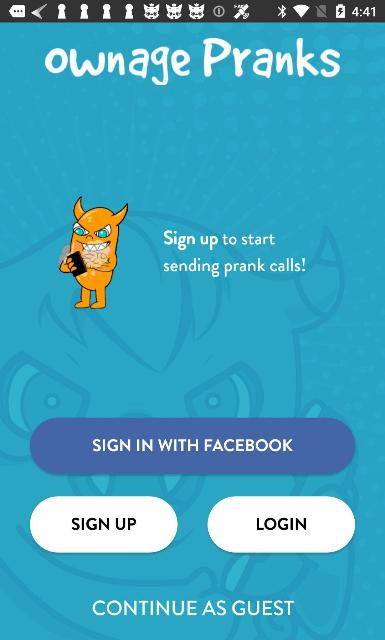 4:41
ownage Pranks
Sign up to start
sending prank calls!
SIGN IN WITH FACEBOOK
SIGN UP
LOGIN
CONTINUE AS GUEST